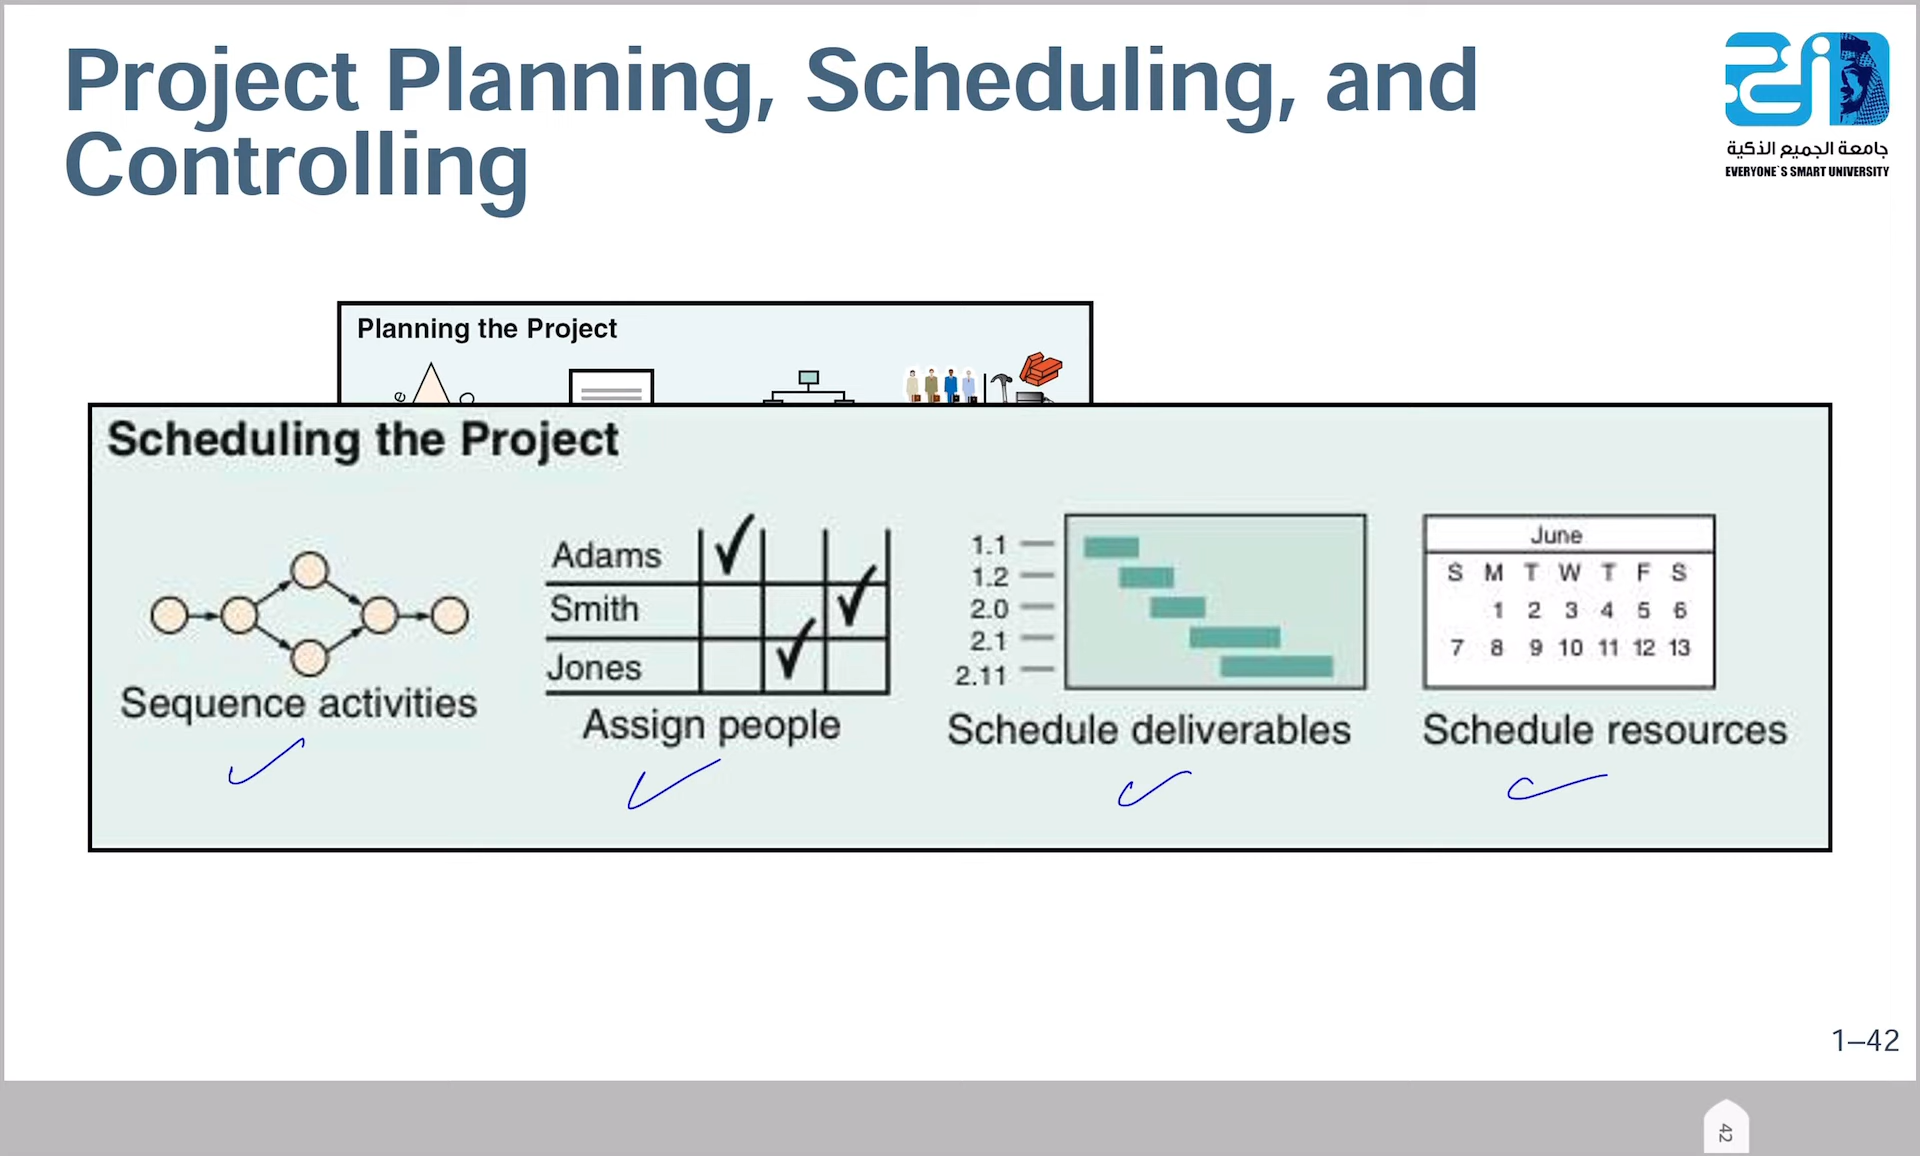 Project Planning, Scheduling, and
Controlling
جامعة الجميع الذكية
EVERYONE`S SMART UNIVERSITY
Planning the Project
Scheduling the Project
Adams
Smith
Jones
1.1
1.2
2.0
2.1
2.11
June
S M T W T F S
1 2 3 4 5 6
7 8 9 10 11 12 13
Sequence activities
Assign people
Schedule deliverables
Schedule resources
1–42
42